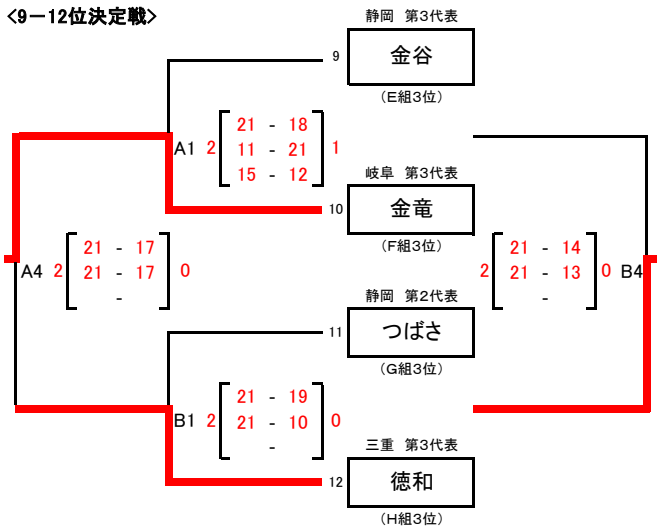 <9－12位決定戦>
静岡 第3代表
9 金谷
(E組3位)
A1 2 21 - 18 1
11 - 21
15 - 12
岐阜 第3代表
10 金竜
(F組3位)
A4 2 21 - 17 0
21 - 17
-
2 21 - 14 0 B4
21 - 13
-
静岡 第2代表
11 つばさ
(G組3位)
B1 2 21 - 19 0
21 - 10
-
三重 第3代表
12 徳和
(H組3位)